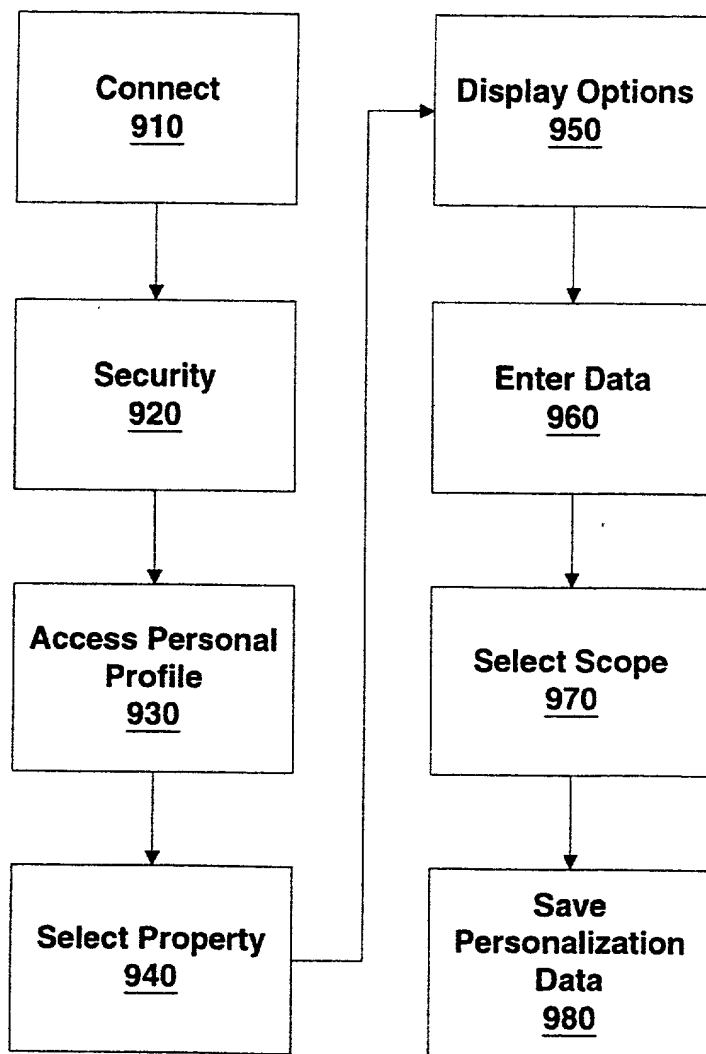 Connect
910
Security
920
Access Personal
Profile
930
Select Property
940
Display Options
950
Enter Data
960
Select Scope
970
Save
Personalization
Data
980